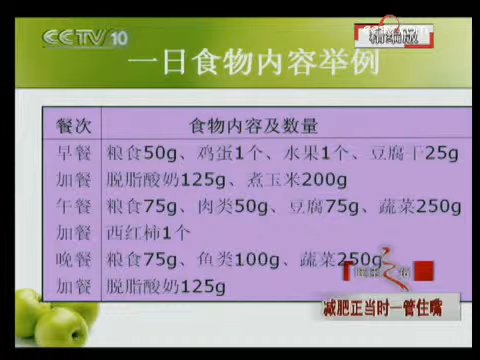 CCTV 10
精编版
一日食物内容举例
餐次 食物内容及数量
早餐 粮食50g、鸡蛋1个、水果1个、豆腐干25g
加餐 脱脂酸奶125g、煮玉米200g
午餐 粮食75g、肉类50g、豆腐75g、蔬菜250g
加餐 西红柿1个
晚餐 粮食75g、鱼类100g、蔬菜250g
加餐 脱脂酸奶125g
减肥正当时—管住嘴